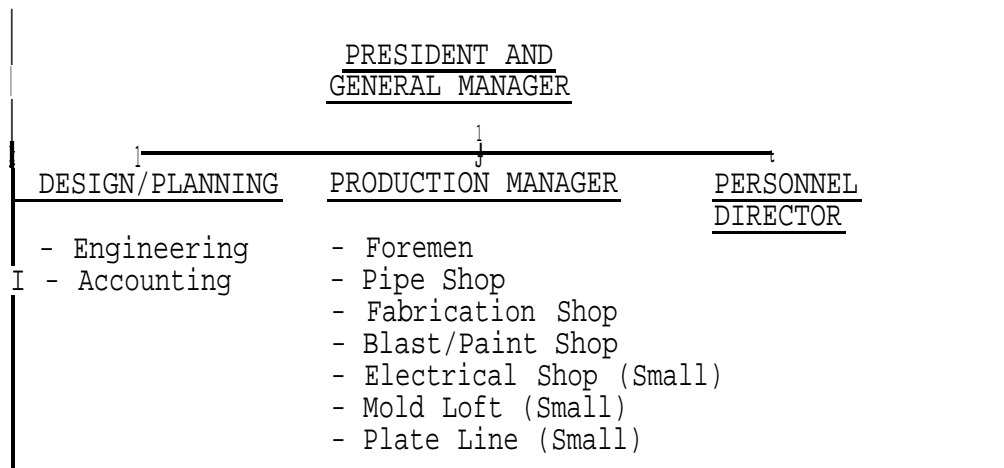 PRESIDENT AND
GENERAL MANAGER
DESIGN/PLANNING
- Engineering
- Accounting
PRODUCTION MANAGER
- Foremen
- Pipe Shop
- Fabrication Shop
- Blast/Paint Shop
- Electrical Shop (Small)
- Mold Loft (Small)
- Plate Line (Small)
PERSONNEL
DIRECTOR